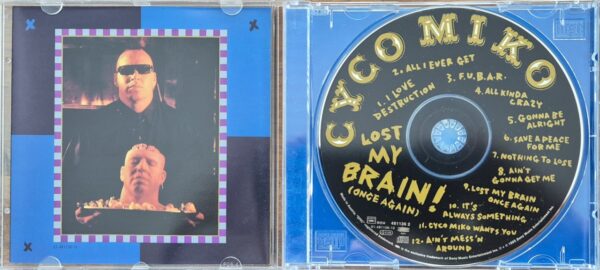 CYCO MIKO
2. ALL I EVER GET
3. F.U.B.A.R.
1. I LOVE
DESTRUCTION
4. ALL KINDA
CRAZY
5. GONNA BE
ALRIGHT
LOST
MY
BRAIN!
(ONCE AGAIN)
6. SAVE A PEACE
FOR ME
7. NOTHING TO LOSE
8. AIN'T
GONNA GET ME
9. LOST MY BRAIN
ONCE AGAIN
10. IT'S
ALWAYS SOMETHING
11. CYCO MIKO WANTS YOU
12. AIN'T MESS'N
AROUND